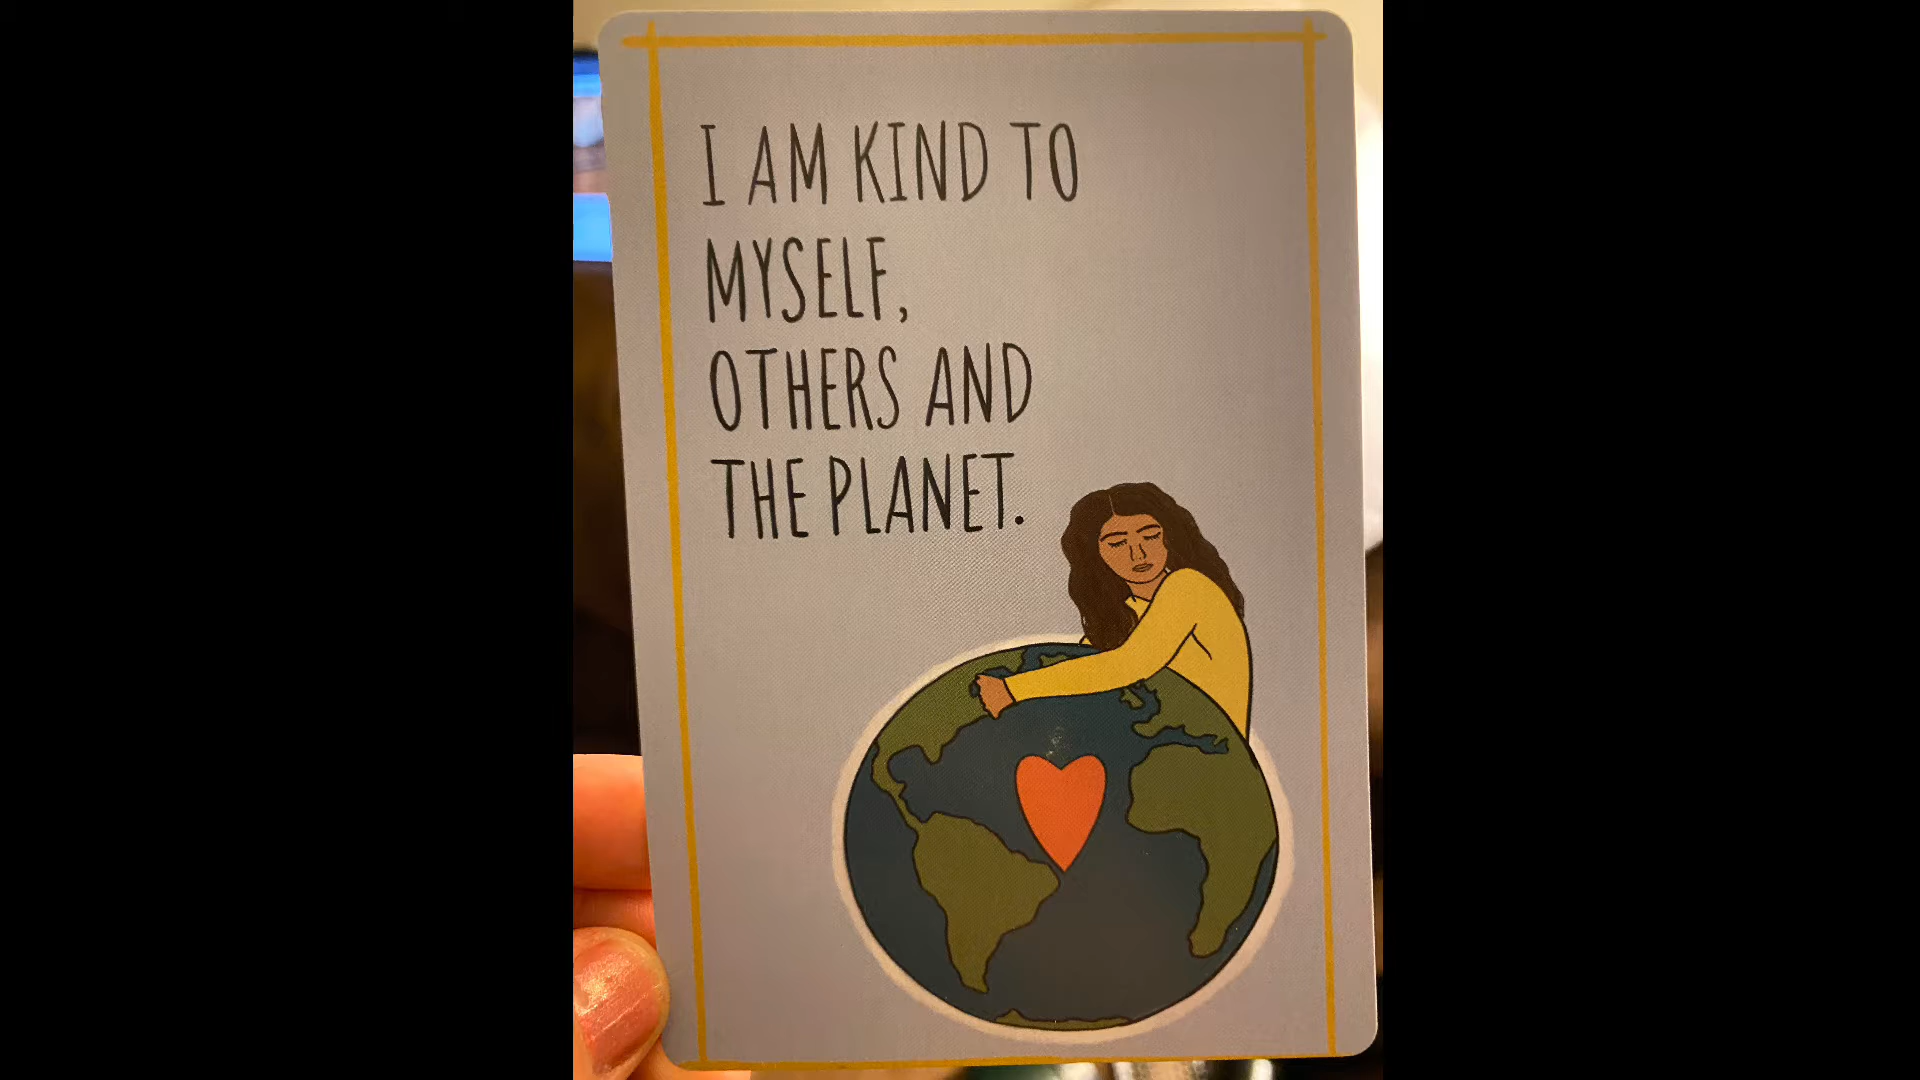 I AM KIND TO
MYSELF,
OTHERS AND
THE PLANET.